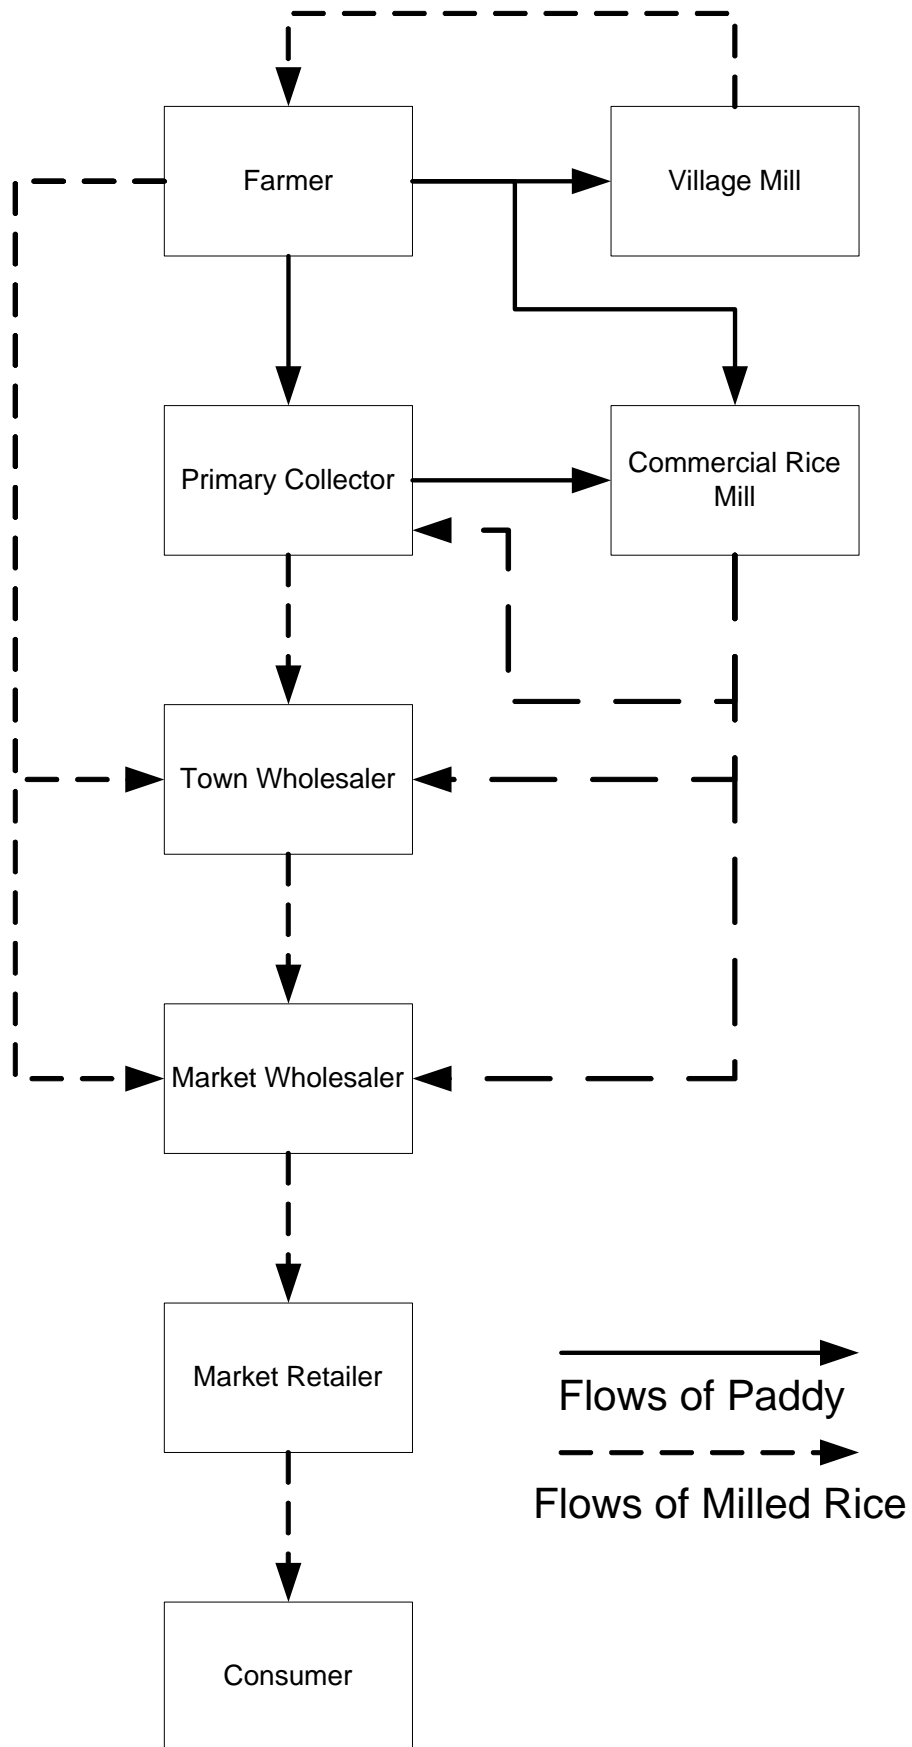 Farmer
Village Mill
Primary Collector
Commercial Rice
Mill
Town Wholesaler
Market Wholesaler
Market Retailer
Flows of Paddy
Flows of Milled Rice
Consumer